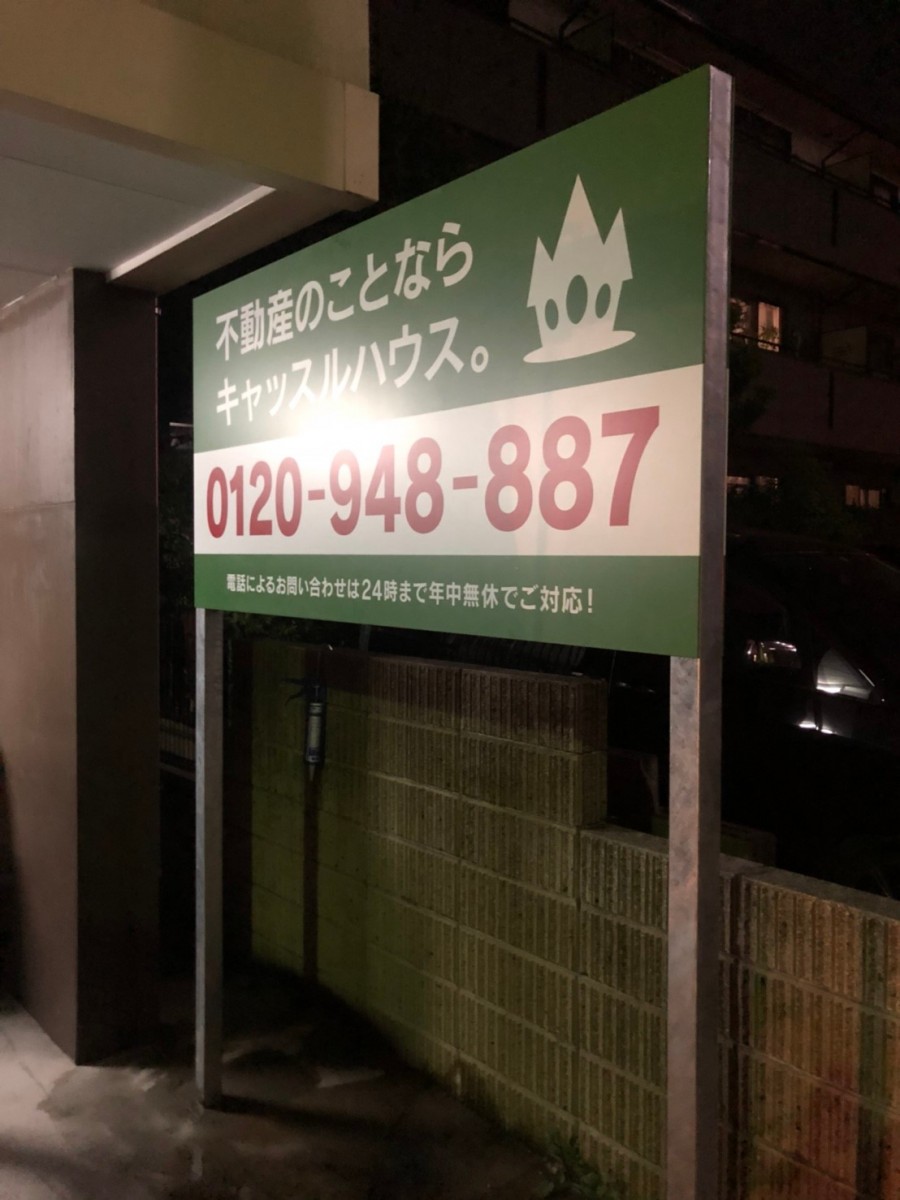 不動産のことなら
キャッスルハウス。
0120-948-887
電話によるお問い合わせは24時まで年中無休でご対応!